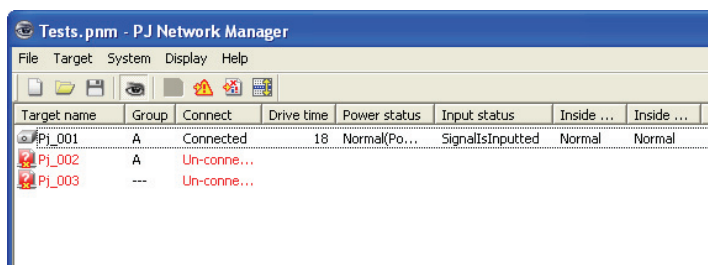 Tests.pnm - PJ Network Manager
File Target System Display Help
Target name Group Connect Drive time Power status Input status Inside ... Inside ...
Pj_001 A Connected 18 Normal(Po... SignalIsInputted Normal Normal
Pj_002 A Un-conne...
Pj_003 --- Un-conne...